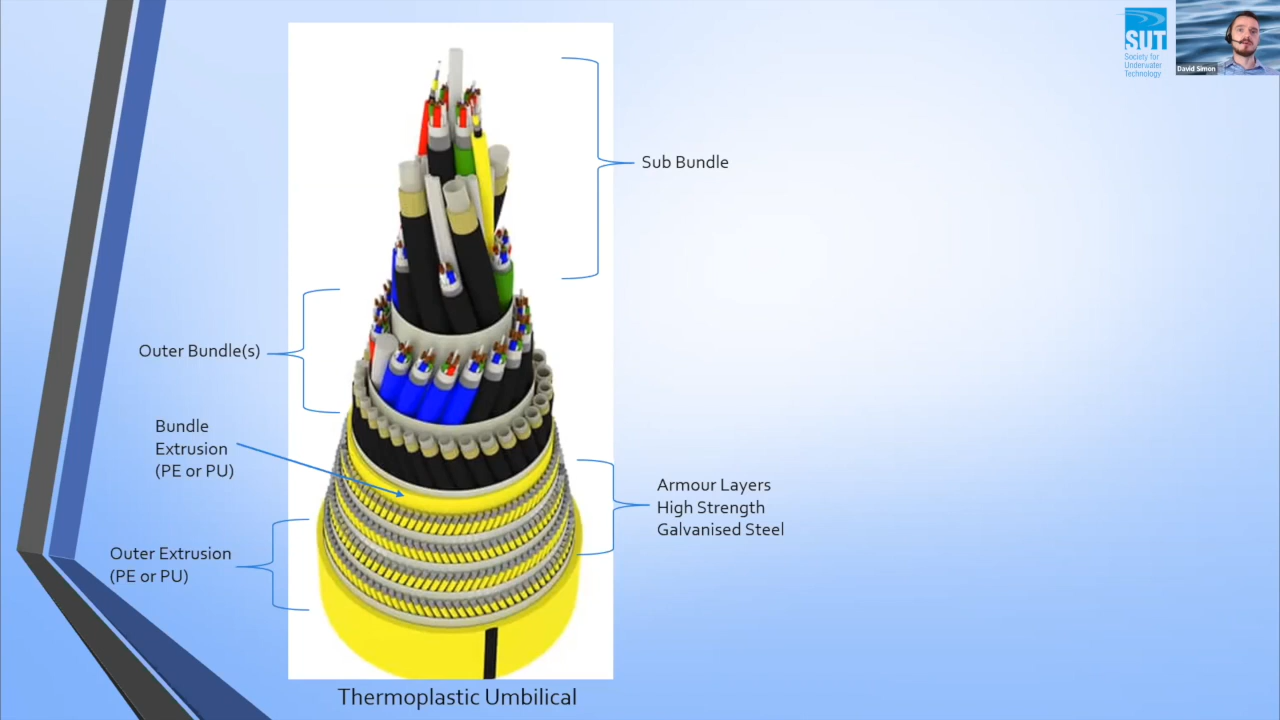 SUT
Society for
Underwater
Technology
David Simon
Sub Bundle
Outer Bundle(s)
Bundle
Extrusion
(PE or PU)
Armour Layers
High Strength
Galvanised Steel
Outer Extrusion
(PE or PU)
Thermoplastic Umbilical